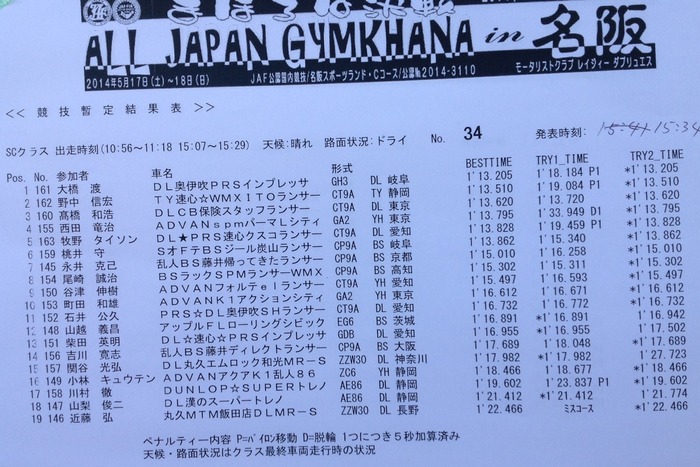 まほろば決戦
ALL JAPAN GYMKHANA in 名阪
2014年5月17日(土)~18日(日) JAF公認国内競技/名阪スポーツランド・Cコース/公認№2014-3110 モータリストクラブ レイディー ダブリュエス
<< 競技暫定結果表 >>
SCクラス 出走時刻(10:56~11:18 15:07~15:29) 天候:晴れ 路面状況:ドライ No. 34 発表時刻: 15:41 15:34
Pos. No. 参加者 車名 形式 BESTTIME TRY1_TIME TRY2_TIME
1 161 大橋 渡 DL奥伊吹PRSインプレッサ GH3 DL 岐阜 1'13.205 1'18.184 P1 *1'13.205
2 162 野中 信宏 TY速心☆WMXITOランサー CT9A TY 静岡 1'13.510 1'19.084 P1 *1'13.510
3 160 髙橋 和浩 DLCB保険スタッフランサー CT9A DL 東京 1'13.620 1'13.720 *1'13.620
4 155 西田 竜治 ADVANspmパーマLシティ GA2 YH 東京 1'13.795 1'33.949 D1 *1'13.795
5 163 牧野 タイソン DL★PRS速心クスコランサー CT9A DL 愛知 1'13.828 1'19.459 P1 *1'13.828
6 159 桃井 守 SオFテBSジール炭山ランサー CP9A BS 岐阜 1'13.862 1'15.340 *1'13.862
7 145 永井 克己 乱人BS藤井帰ってきたランサー CP9A BS 京都 1'15.010 1'16.258 *1'15.010
8 154 尾崎 誠治 BSラックSPMランサーWMX CP9A BS 高知 1'15.302 1'15.311 *1'15.302
9 150 谷津 伸樹 ADVANフォルテelランサー CT9A YH 愛知 1'15.497 1'16.593 *1'15.497
10 153 町田 和雄 ADVANK1アクションシティ GA2 YH 東京 1'16.612 1'16.671 *1'16.612
11 152 石井 公久 PRS☆DL奥伊吹SHランサー CT9A DL 愛知 1'16.732 1'16.772 *1'16.732
12 148 山越 義昌 アップルFLローリングシビック EG6 BS 茨城 1'16.891 *1'16.891 1'16.942
13 151 柴田 英明 DL☆速心☆PRSインプレッサ GDB DL 愛知 1'16.955 *1'16.955 1'17.502
14 156 吉川 寛志 乱人BS藤井ディレクトランサー CP9A BS 大阪 1'17.689 1'18.048 *1'17.689
15 157 関谷 光弘 DL丸久エムロック和光MR-S ZZW30 DL 神奈川 1'17.982 *1'17.982 1'27.723
16 149 小林 キュウテン ADVANアクアK1乱人86 ZC6 YH 静岡 1'18.466 1'18.677 *1'18.466
17 158 川村 徹 DUNLOP☆SUPERトレノ AE86 DL 静岡 1'19.602 1'23.837 P1 *1'19.602
18 147 山梨 俊二 DL漢のスーパートレノ AE86 DL 静岡 1'21.412 *1'21.412 1'21.774
19 146 近藤 弘 丸久MTM飯田店DLMR-S ZZW30 DL 長野 1'22.466 ミスコース *1'22.466
ペナルティー内容 P=パイロン移動 D=脱輪 1つにつき5秒加算済み
天候・路面状況はクラス最終車両走行時の状況